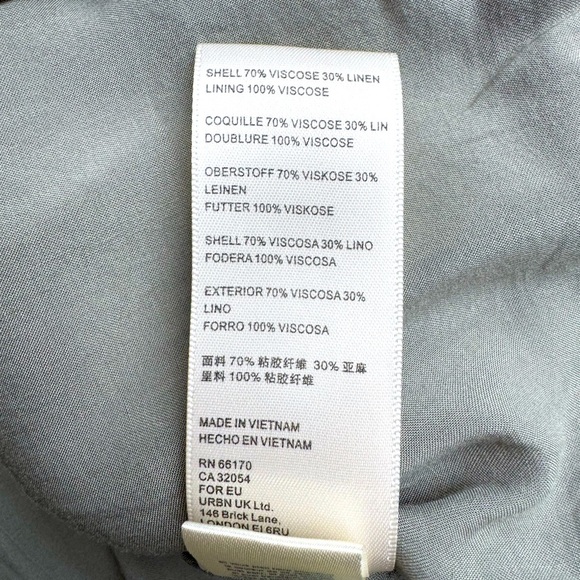 SHELL 70% VISCOSE 30% LINEN
LINING 100% VISCOSE
COQUILLE 70% VISCOSE 30% LIN
DOUBLURE 100% VISCOSE
OBERSTOFF 70% VISKOSE 30%
LEINEN
FUTTER 100% VISKOSE
SHELL 70% VISCOSA 30% LINO
FODERA 100% VISCOSA
EXTERIOR 70% VISCOSA 30%
LINO
FORRO 100% VISCOSA
面料 70% 粘胶纤维 30% 亚麻
里料 100% 粘胶纤维
MADE IN VIETNAM
HECHO EN VIETNAM
RN 66170
CA 32054
FOR EU
URBN UK Ltd.
146 Brick Lane,
LONDON E16RU